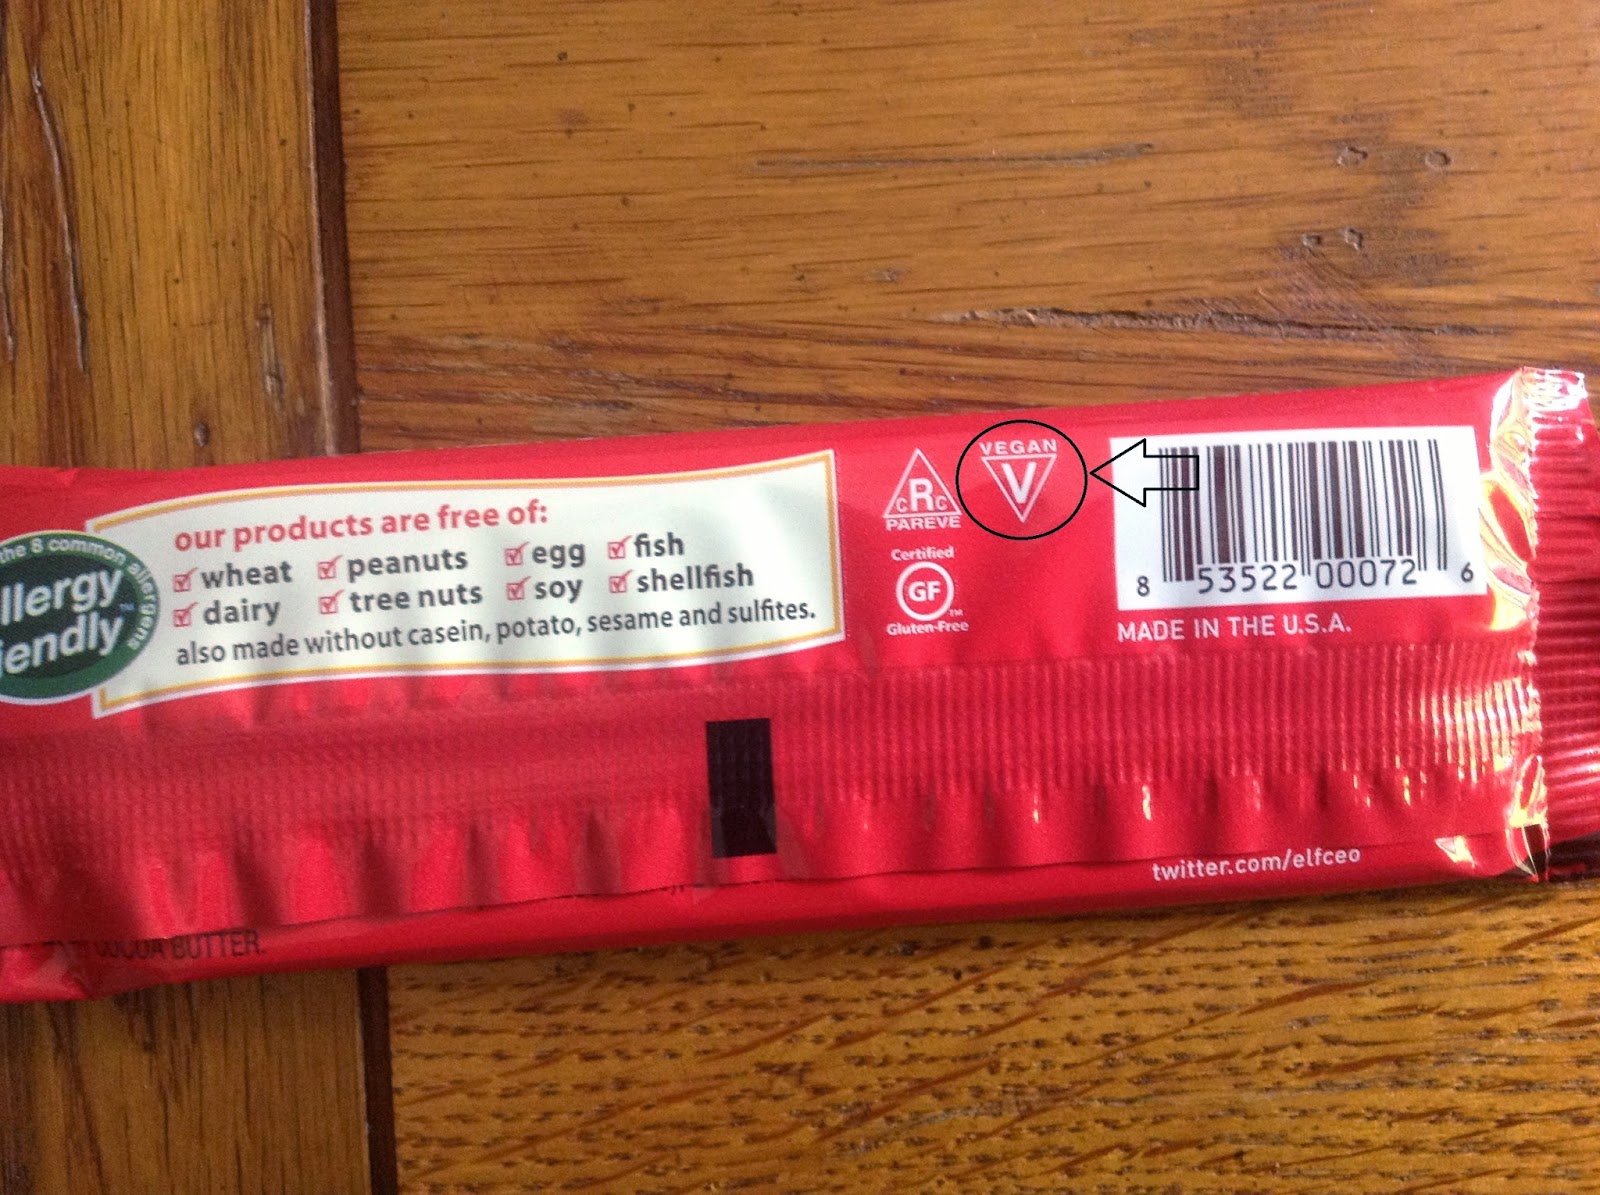 the 8 common allergens
llergy
iendly™
our products are free of:
wheat peanuts egg fish
dairy tree nuts soy shellfish
also made without casein, potato, sesame and sulfites.
CRC
PAREVE
VEGAN
V
Certified
GF™
Gluten-Free
8 53522 00072 6
MADE IN THE U.S.A.
twitter.com/elfceo
COCOA BUTTER.